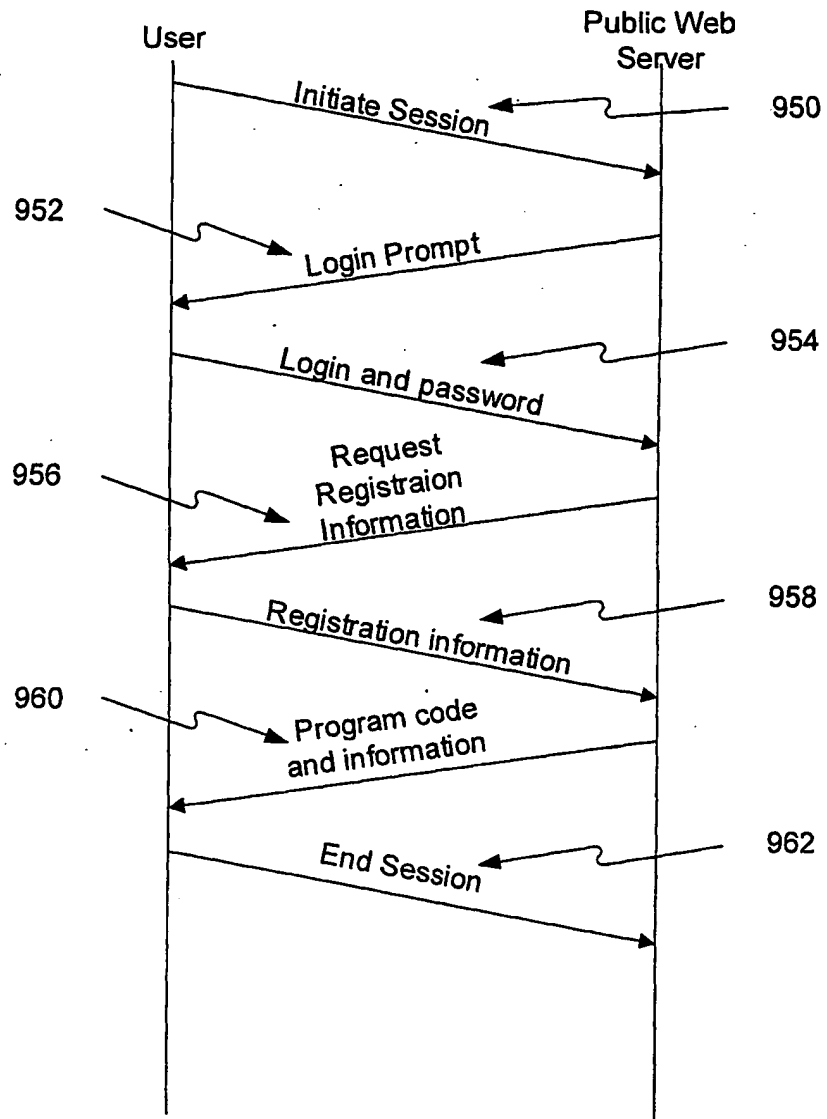 User
Public Web
Server
Initiate Session
950
952
Login Prompt
954
Login and password
956
Request
Registraion
Information
958
Registration information
960
Program code
and information
962
End Session